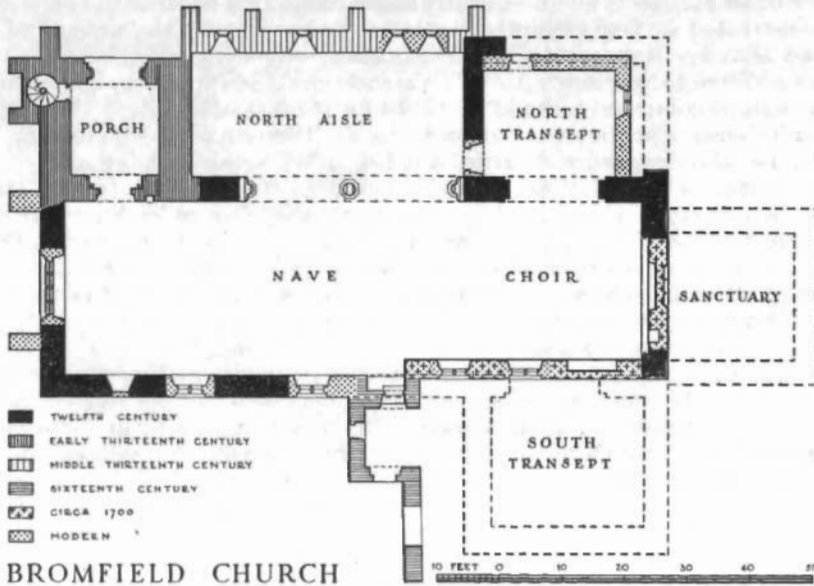 PORCH
NORTH AISLE
NORTH
TRANSEPT
NAVE
CHOIR
SANCTUARY
SOUTH
TRANSEPT
TWELFTH CENTURY
EARLY THIRTEENTH CENTURY
MIDDLE THIRTEENTH CENTURY
SIXTEENTH CENTURY
CIRCA 1700
MODERN
BROMFIELD CHURCH
10 FEET 0 10 20 30 40 50